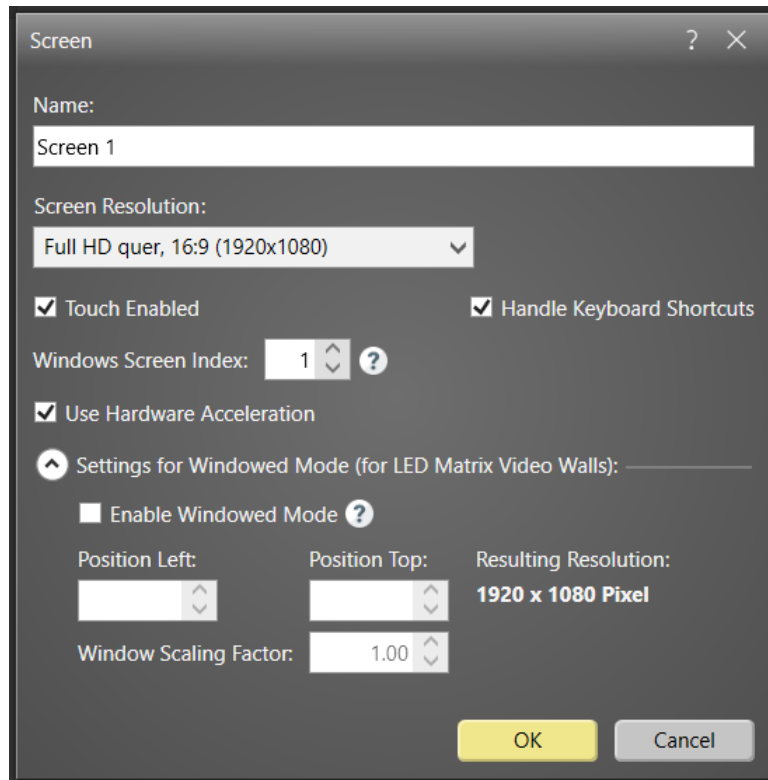 Screen ?
Name:
Screen 1
Screen Resolution:
Full HD quer, 16:9 (1920x1080)
Touch Enabled Handle Keyboard Shortcuts
Windows Screen Index: 1 ?
Use Hardware Acceleration
Settings for Windowed Mode (for LED Matrix Video Walls):
Enable Windowed Mode ?
Position Left: Position Top: Resulting Resolution:
1920 x 1080 Pixel
Window Scaling Factor: 1.00
OK Cancel